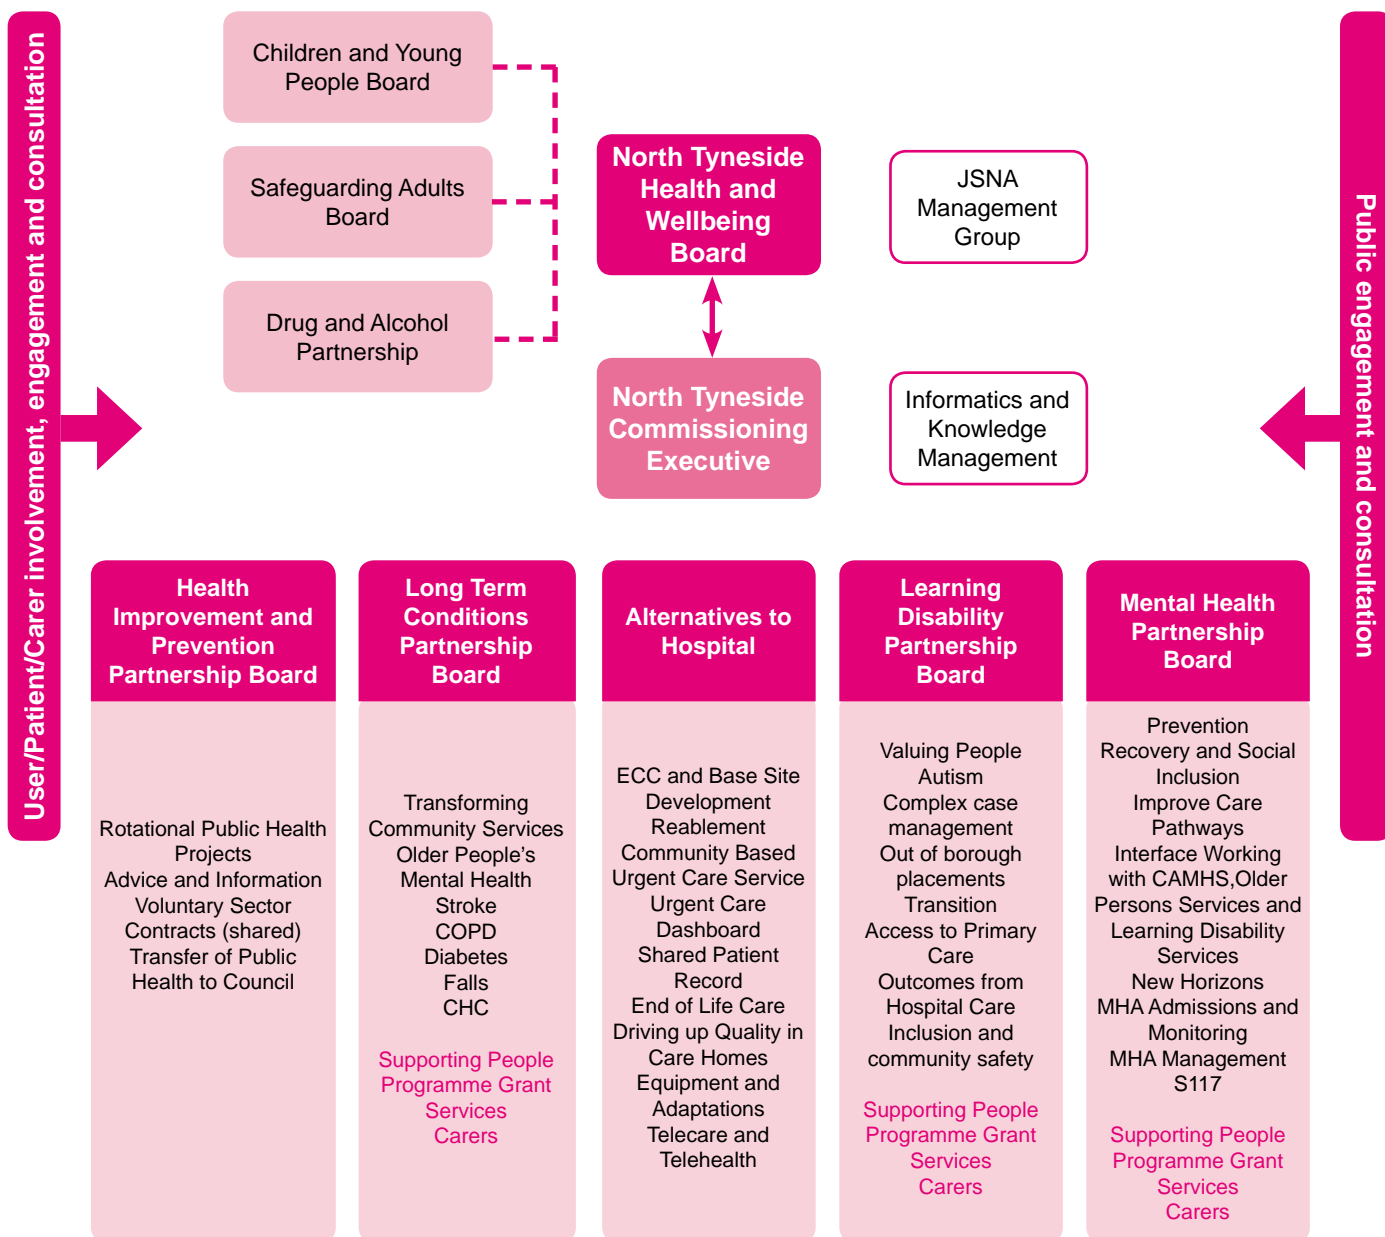 User/Patient/Carer involvement, engagement and consultation
Children and Young
People Board
Safeguarding Adults
Board
Drug and Alcohol
Partnership
North Tyneside
Health and
Wellbeing
Board
JSNA
Management
Group
North Tyneside
Commissioning
Executive
Informatics and
Knowledge
Management
Public engagement and consultation
Health
Improvement and
Prevention
Partnership Board
Rotational Public Health
Projects
Advice and Information
Voluntary Sector
Contracts (shared)
Transfer of Public
Health to Council
Long Term
Conditions
Partnership
Board
Transforming
Community Services
Older People's
Mental Health
Stroke
COPD
Diabetes
Falls
CHC
Supporting People
Programme Grant
Services
Carers
Alternatives to
Hospital
ECC and Base Site
Development
Reablement
Community Based
Urgent Care Service
Urgent Care
Dashboard
Shared Patient
Record
End of Life Care
Driving up Quality in
Care Homes
Equipment and
Adaptations
Telecare and
Telehealth
Learning
Disability
Partnership
Board
Valuing People
Autism
Complex case
management
Out of borough
placements
Transition
Access to Primary
Care
Outcomes from
Hospital Care
Inclusion and
community safety
Supporting People
Programme Grant
Services
Carers
Mental Health
Partnership
Board
Prevention
Recovery and Social
Inclusion
Improve Care
Pathways
Interface Working
with CAMHS,Older
Persons Services and
Learning Disability
Services
New Horizons
MHA Admissions and
Monitoring
MHA Management
S117
Supporting People
Programme Grant
Services
Carers